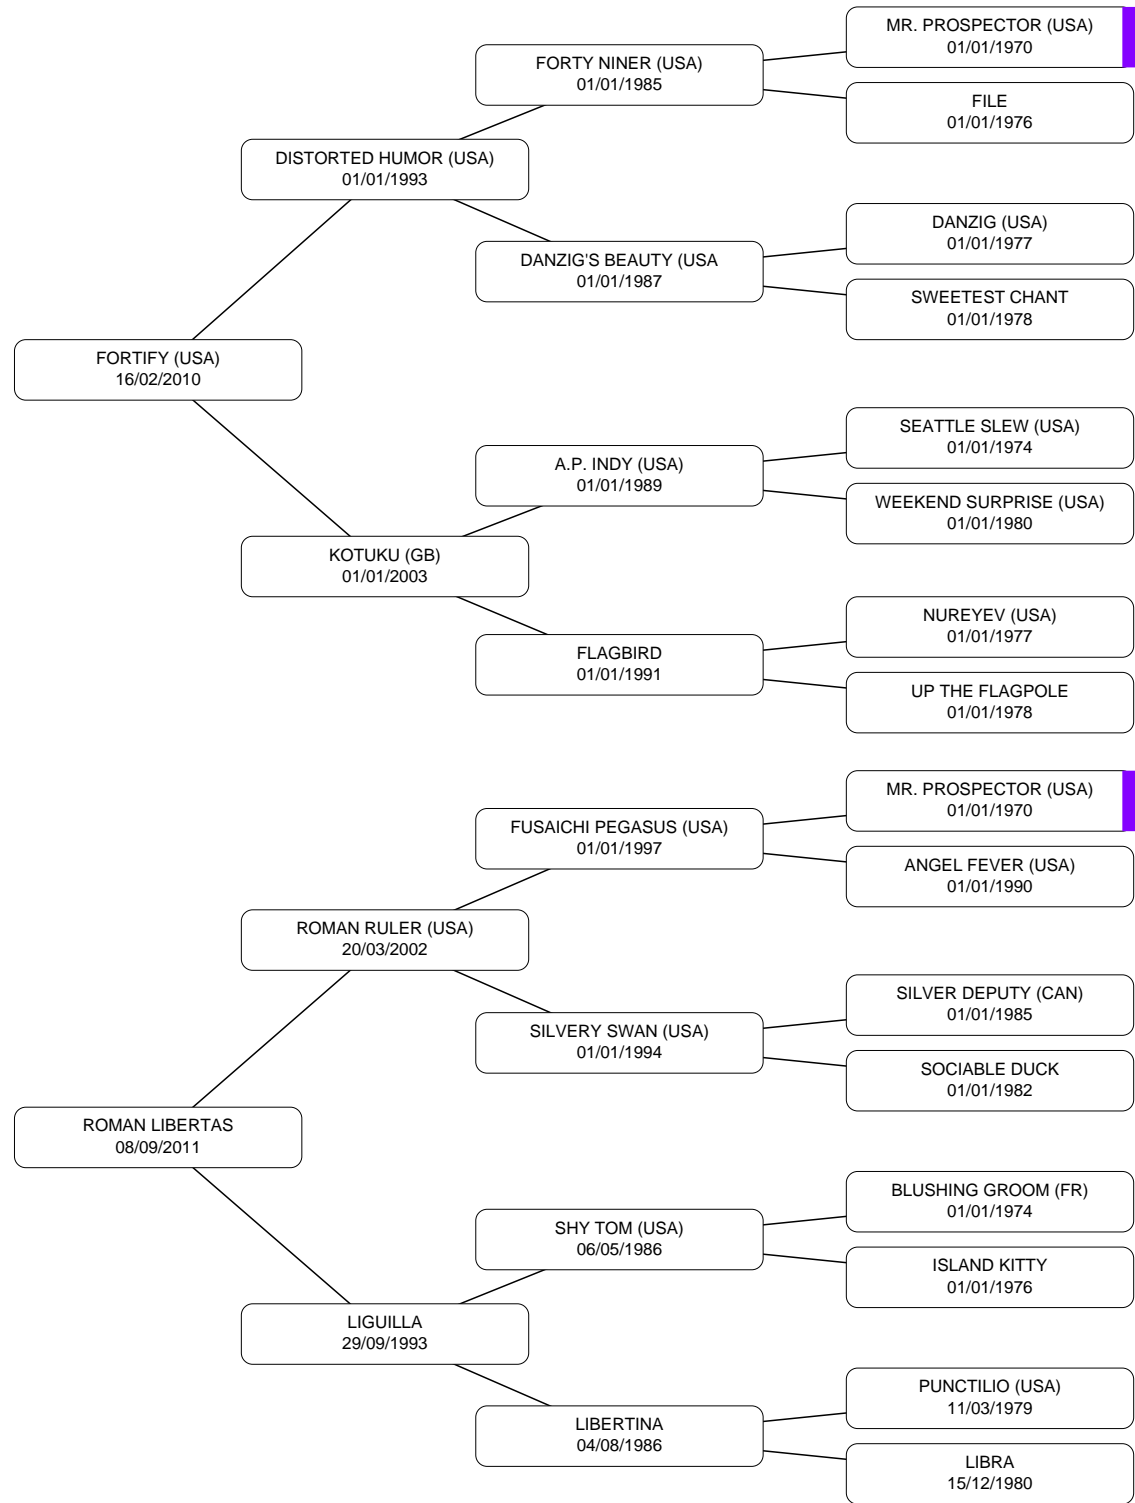 MR. PROSPECTOR (USA)
01/01/1970
FORTY NINER (USA)
01/01/1985
FILE
01/01/1976
DISTORTED HUMOR (USA)
01/01/1993
DANZIG (USA)
01/01/1977
DANZIG'S BEAUTY (USA
01/01/1987
SWEETEST CHANT
01/01/1978
FORTIFY (USA)
16/02/2010
SEATTLE SLEW (USA)
01/01/1974
A.P. INDY (USA)
01/01/1989
WEEKEND SURPRISE (USA)
01/01/1980
KOTUKU (GB)
01/01/2003
NUREYEV (USA)
01/01/1977
FLAGBIRD
01/01/1991
UP THE FLAGPOLE
01/01/1978
MR. PROSPECTOR (USA)
01/01/1970
FUSAICHI PEGASUS (USA)
01/01/1997
ANGEL FEVER (USA)
01/01/1990
ROMAN RULER (USA)
20/03/2002
SILVER DEPUTY (CAN)
01/01/1985
SILVERY SWAN (USA)
01/01/1994
SOCIABLE DUCK
01/01/1982
ROMAN LIBERTAS
08/09/2011
BLUSHING GROOM (FR)
01/01/1974
SHY TOM (USA)
06/05/1986
ISLAND KITTY
01/01/1976
LIGUILLA
29/09/1993
PUNCTILIO (USA)
11/03/1979
LIBERTINA
04/08/1986
LIBRA
15/12/1980